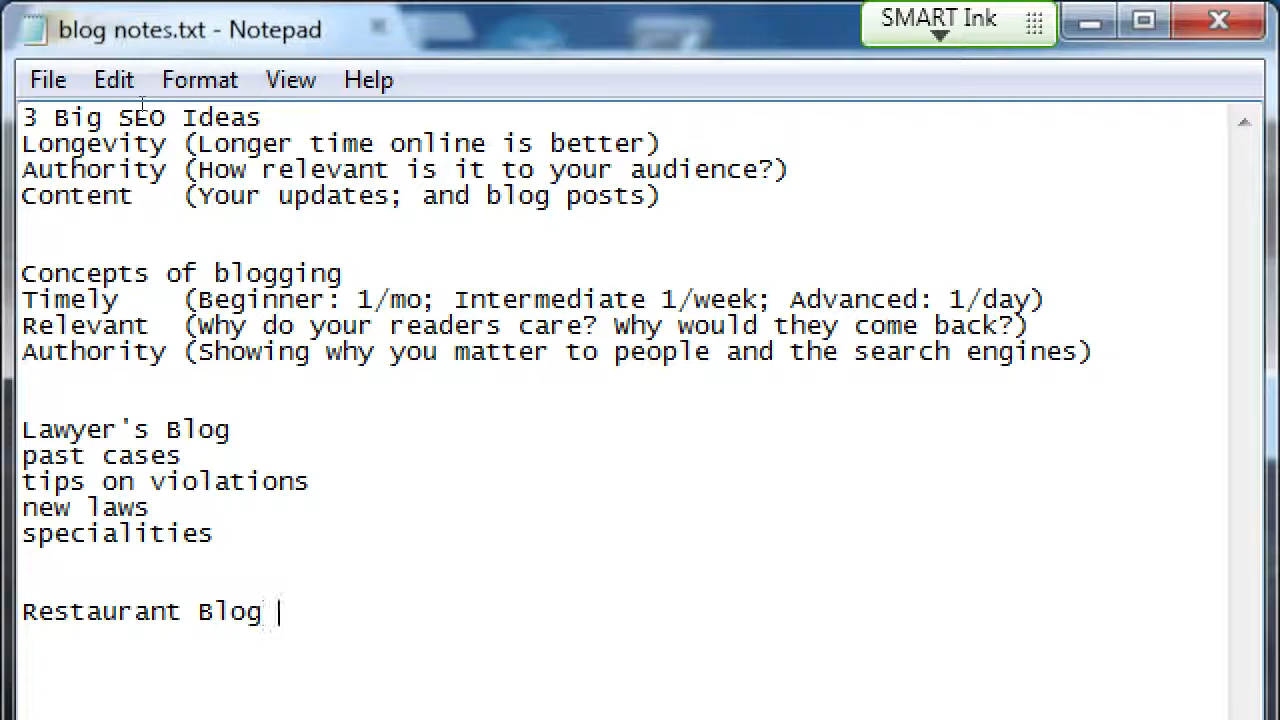 blog notes.txt - Notepad
SMART Ink
File Edit Format View Help
3 Big SEO Ideas
Longevity (Longer time online is better)
Authority (How relevant is it to your audience?)
Content (Your updates; and blog posts)
Concepts of blogging
Timely (Beginner: 1/mo; Intermediate 1/week; Advanced: 1/day)
Relevant (Why do your readers care? Why would they come back?)
Authority (Showing why you matter to people and the search engines)
Lawyer's Blog
past cases
tips on violations
new laws
specialities
Restaurant Blog